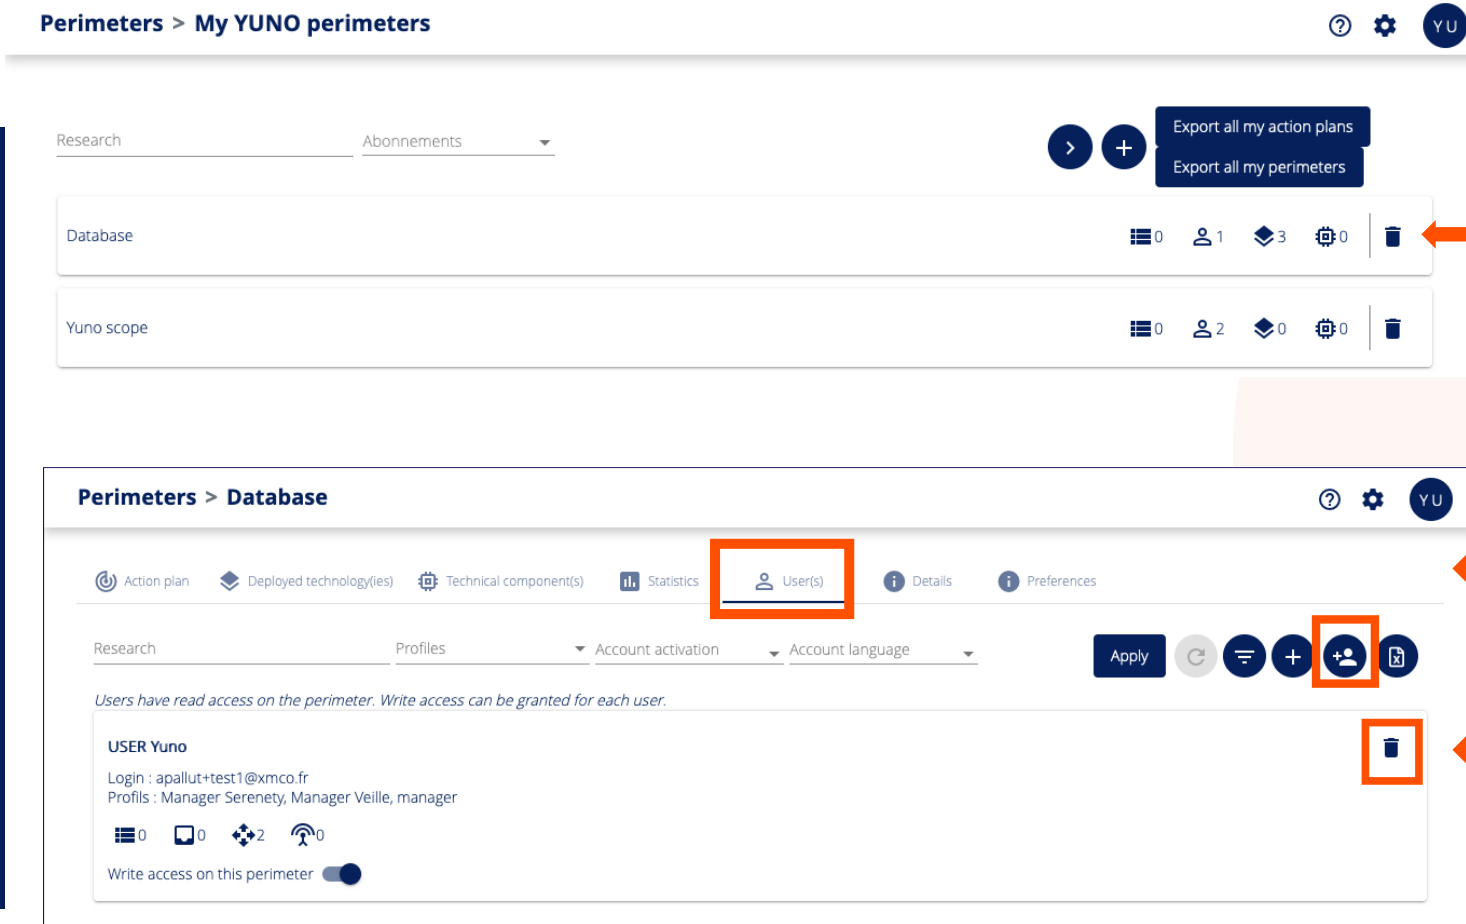 Perimeters > My YUNO perimeters
YU
Research
Abonnements
Export all my action plans
Export all my perimeters
Database
0 1 3 0
Yuno scope
0 2 0 0
Perimeters > Database
YU
Action plan Deployed technology(ies) Technical component(s) Statistics User(s) Details Preferences
Research Profiles Account activation Account language Apply
Users have read access on the perimeter. Write access can be granted for each user.
USER Yuno
Login : apallut+test1@xmco.fr
Profils : Manager Serenety, Manager Veille, manager
0 0 2 0
Write access on this perimeter